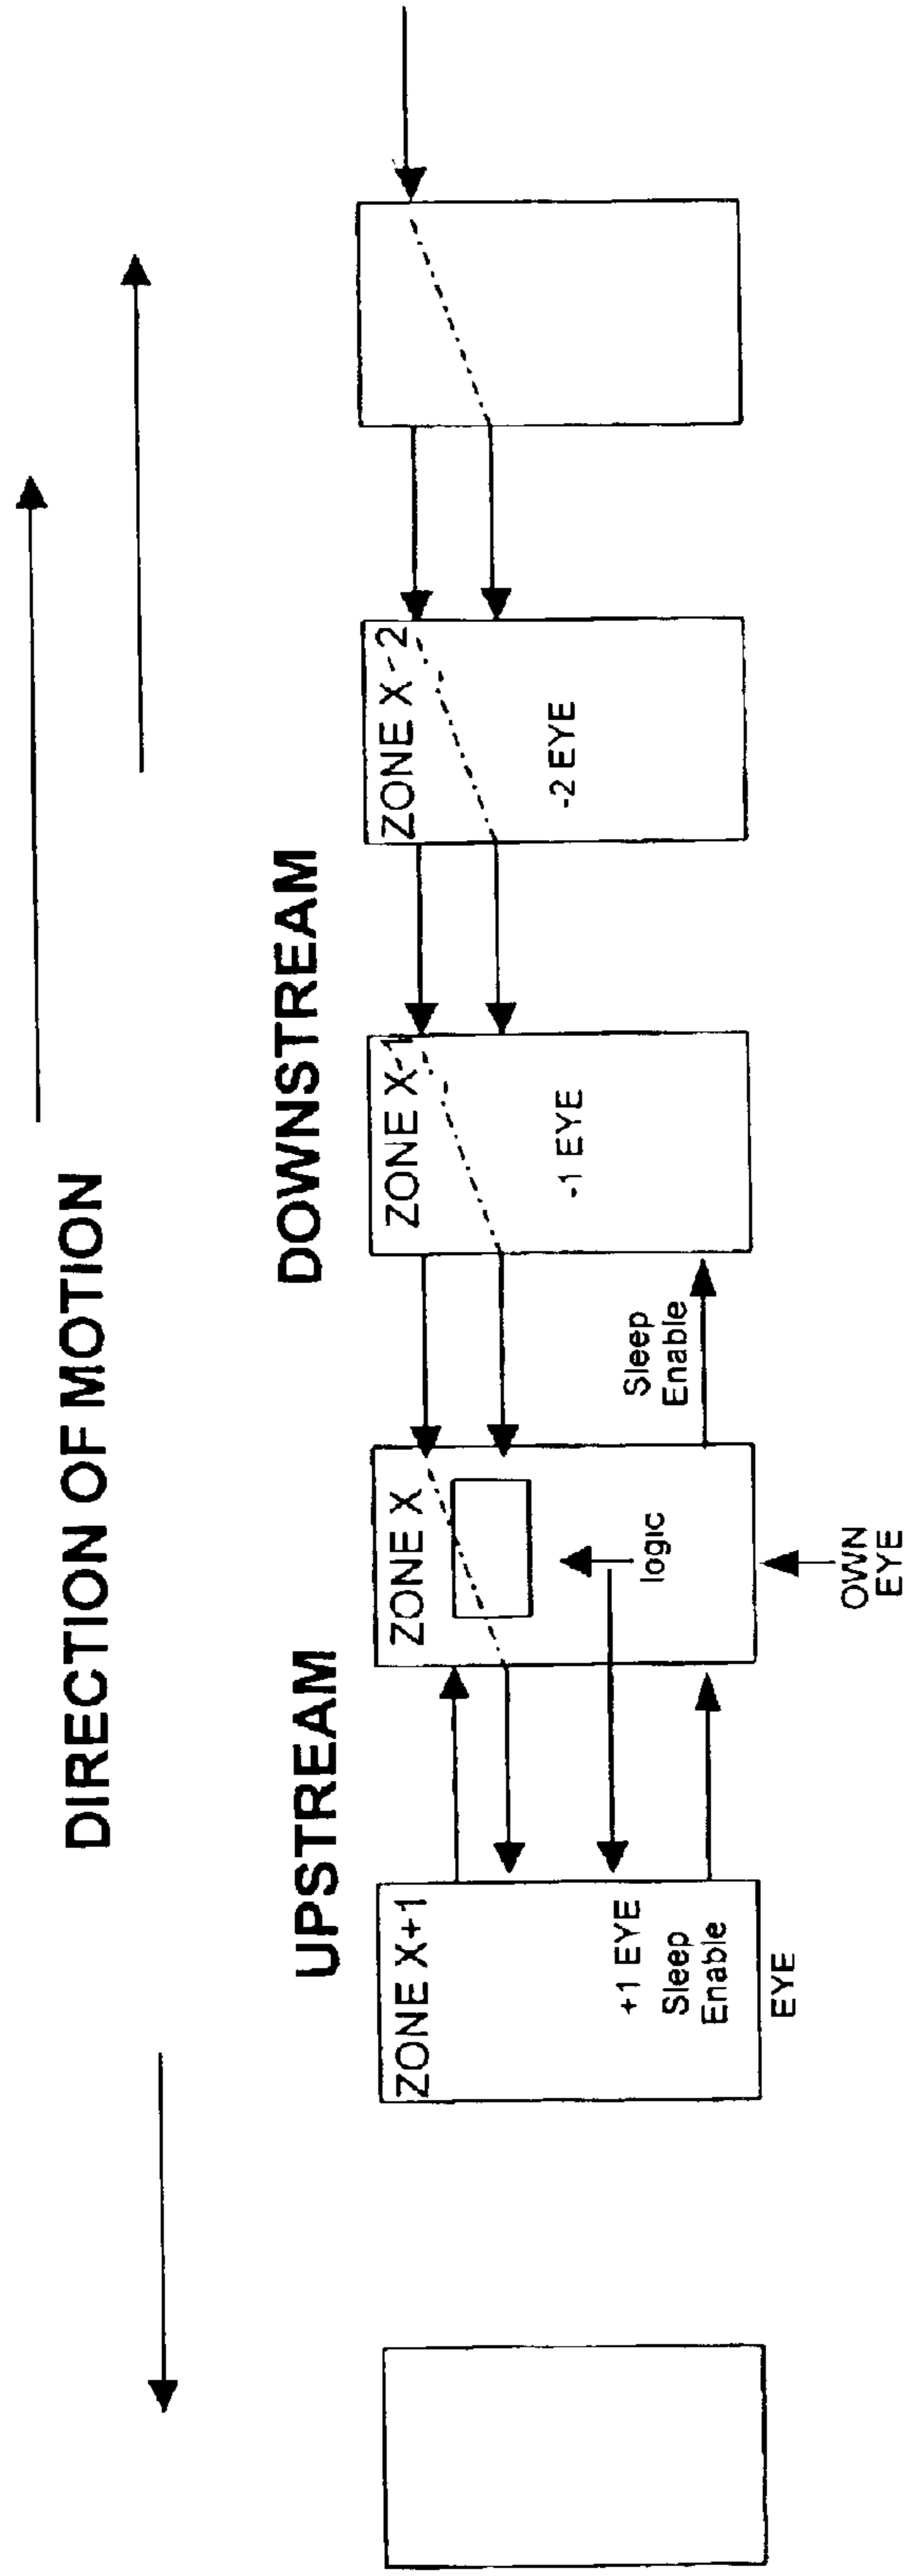 DIRECTION OF MOTION
UPSTREAM
DOWNSTREAM
ZONE X+1
+1 EYE
Sleep
Enable
EYE
ZONE X
logic
OWN
EYE
Sleep
Enable
ZONE X-1
-1 EYE
ZONE X-2
-2 EYE